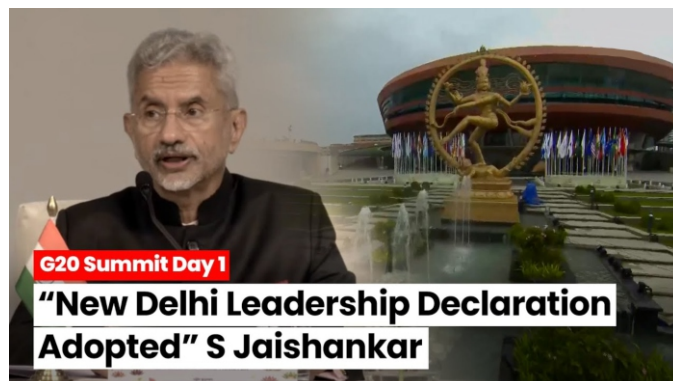 G20 Summit Day 1
“New Delhi Leadership Declaration
Adopted” S Jaishankar